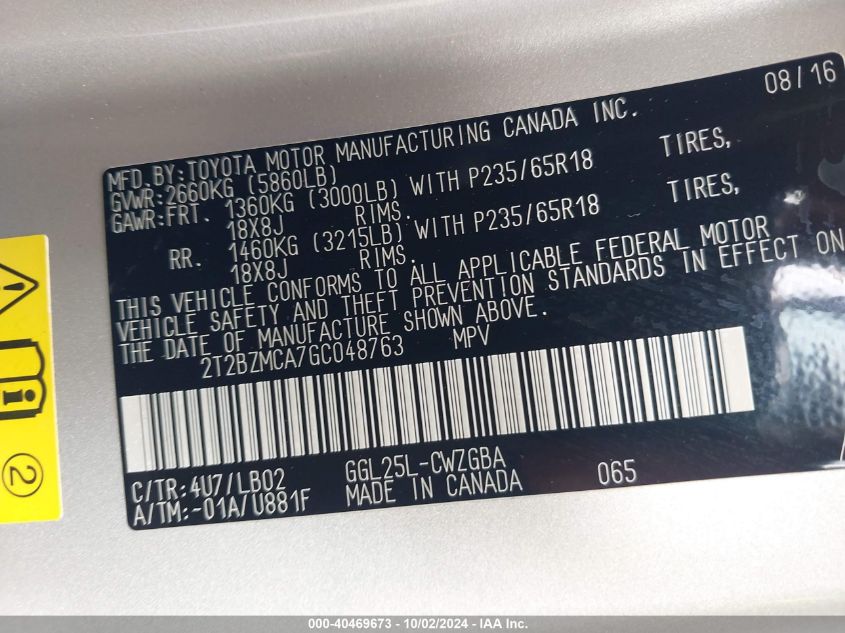 08/16
MFD. BY: TOYOTA MOTOR MANUFACTURING CANADA INC.
GVWR: 2660KG (5860LB)
GAWR: FRT. 1360KG (3000LB) WITH P235/65R18 TIRES,
18X8J RIMS.
RR. 1460KG (3215LB) WITH P235/65R18 TIRES,
18X8J RIMS.
THIS VEHICLE CONFORMS TO ALL APPLICABLE FEDERAL MOTOR
VEHICLE SAFETY AND THEFT PREVENTION STANDARDS IN EFFECT ON
THE DATE OF MANUFACTURE SHOWN ABOVE.
2T2BZMCA7GC048763 MPV
C/TR: 4U7/LB02 GGL25L-CWZGBA 065
A/TM:-01A/U881F MADE IN CANADA
2
000-40469673 / 10/02/2024 - IAA Inc.